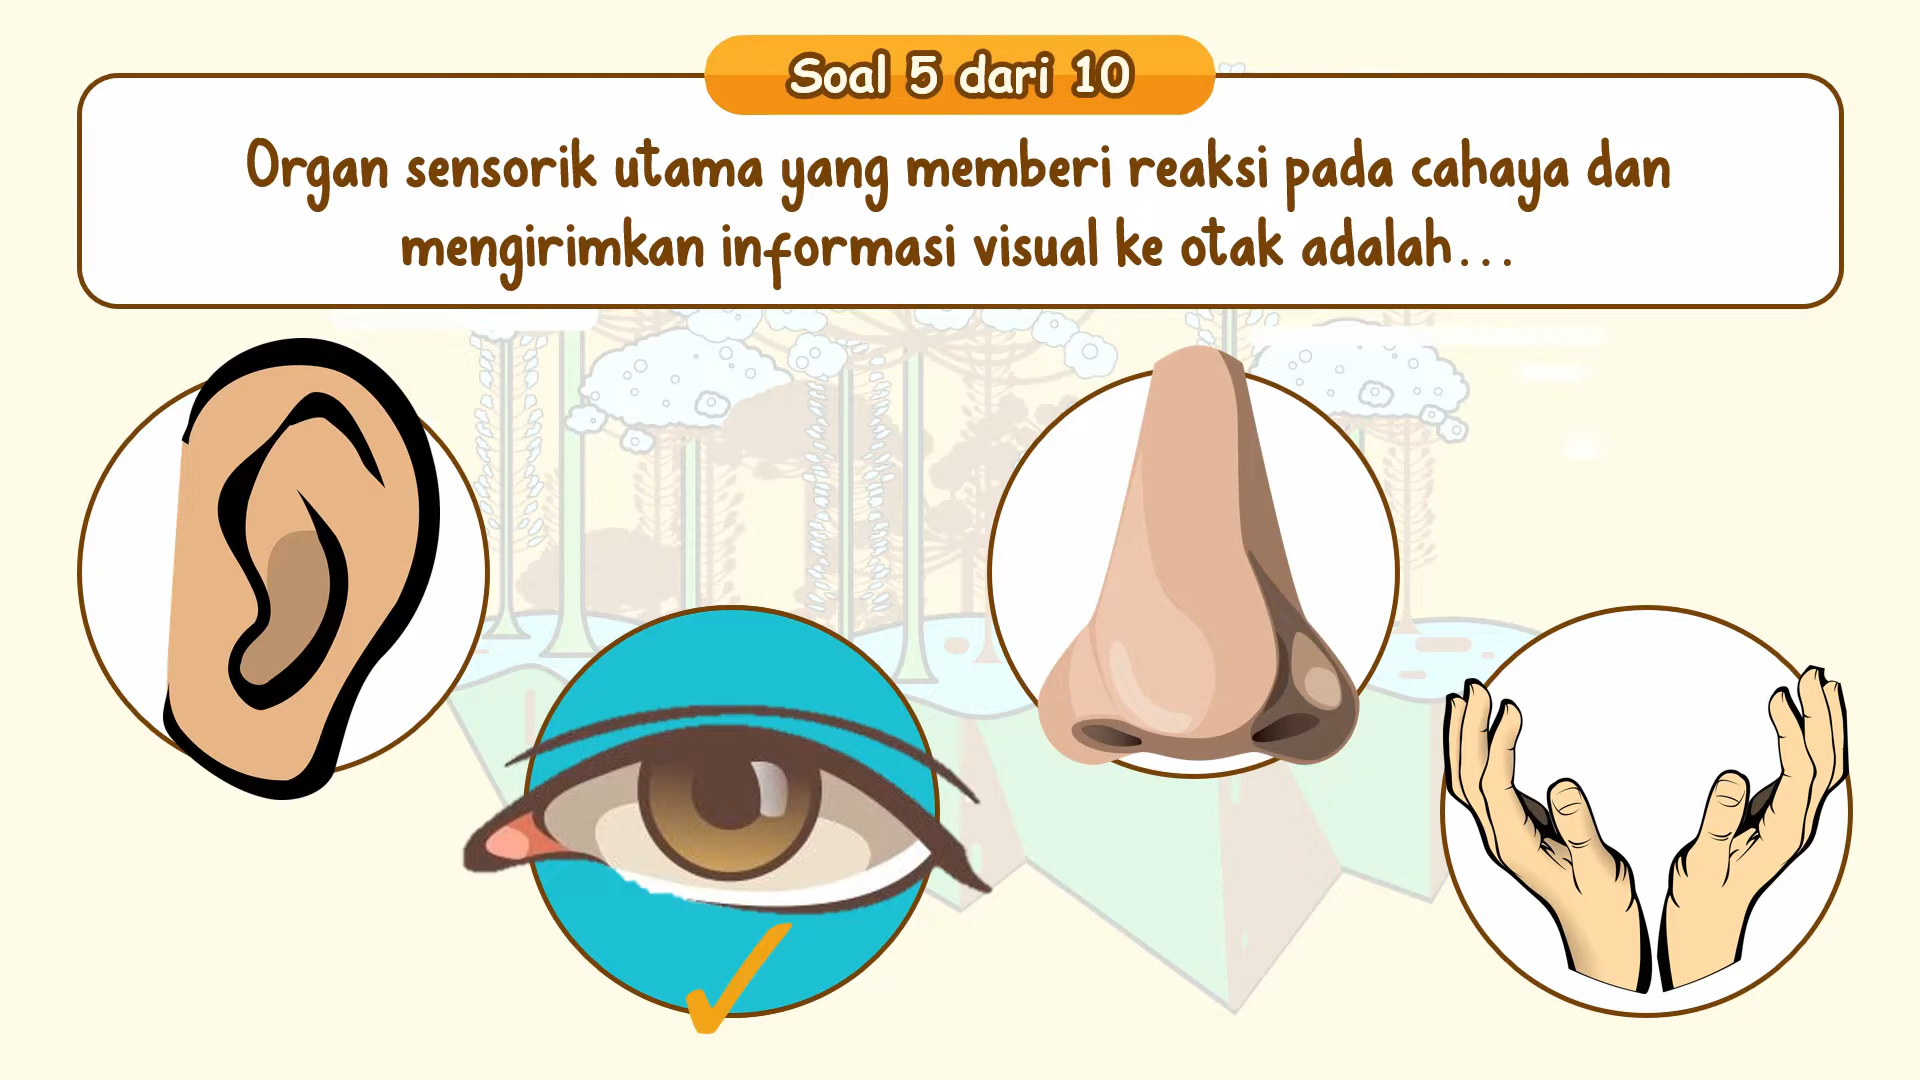 Soal 5 dari 10
Organ sensorik utama yang memberi reaksi pada cahaya dan
mengirimkan informasi visual ke otak adalah...